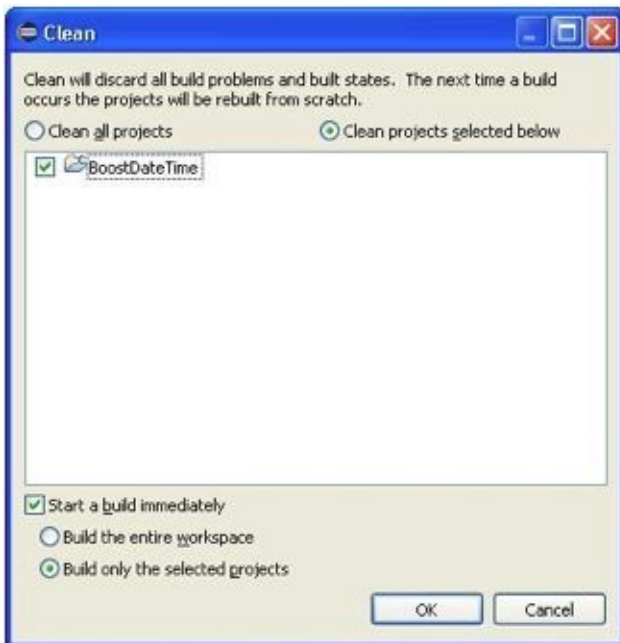 Clean
Clean will discard all build problems and built states. The next time a build
occurs the projects will be rebuilt from scratch.
Clean all projects
Clean projects selected below
BoostDateTime
Start a build immediately
Build the entire workspace
Build only the selected projects
OK
Cancel